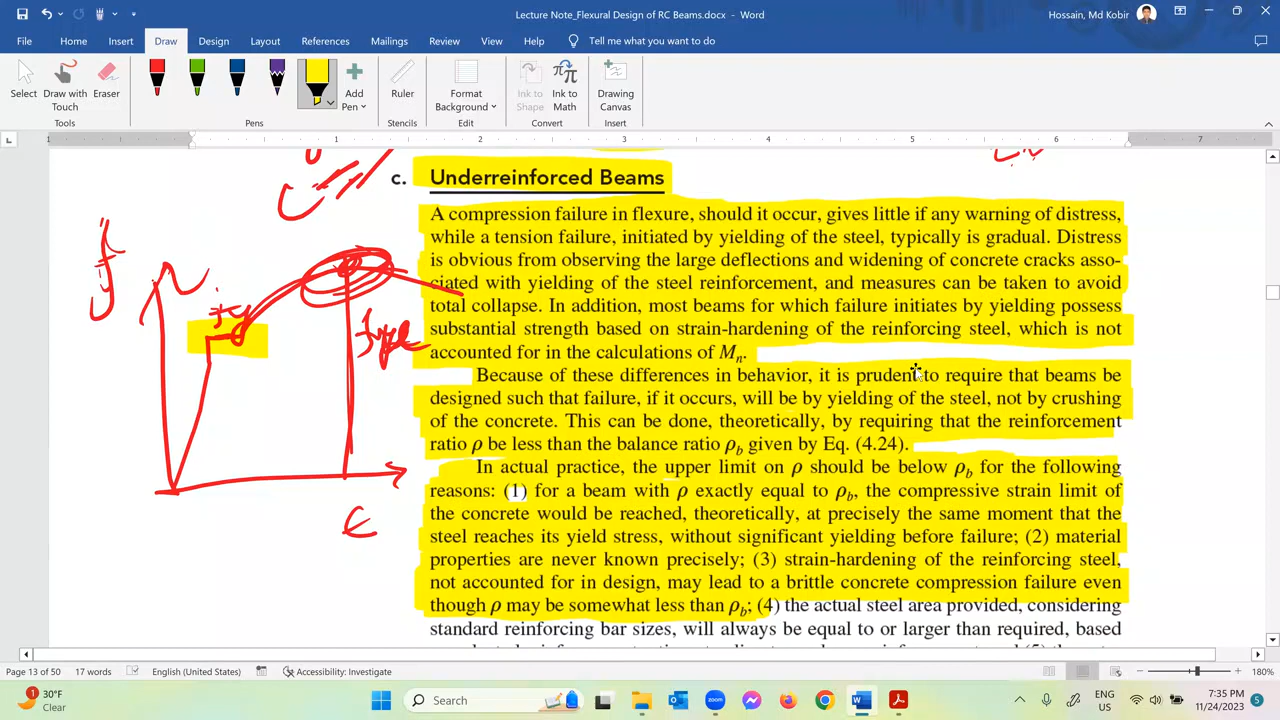 Lecture Note_Flexural Design of RC Beams.docx - Word
Hossain, Md Kobir
File Home Insert Draw Design Layout References Mailings Review View Help Tell me what you want to do
Select Draw with Touch Eraser Add Pen Ruler Format Background Ink to Shape Ink to Math Drawing Canvas
Tools Pens Stencils Edit Convert Insert
1 1 2 3 4 5 6 7
c. Underreinforced Beams
A compression failure in flexure, should it occur, gives little if any warning of distress,
while a tension failure, initiated by yielding of the steel, typically is gradual. Distress
is obvious from observing the large deflections and widening of concrete cracks asso-
ciated with yielding of the steel reinforcement, and measures can be taken to avoid
total collapse. In addition, most beams for which failure initiates by yielding possess
substantial strength based on strain-hardening of the reinforcing steel, which is not
accounted for in the calculations of Mn.
Because of these differences in behavior, it is prudent to require that beams be
designed such that failure, if it occurs, will be by yielding of the steel, not by crushing
of the concrete. This can be done, theoretically, by requiring that the reinforcement
ratio ρ be less than the balance ratio ρb given by Eq. (4.24).
In actual practice, the upper limit on ρ should be below ρb for the following
reasons: (1) for a beam with ρ exactly equal to ρb, the compressive strain limit of
the concrete would be reached, theoretically, at precisely the same moment that the
steel reaches its yield stress, without significant yielding before failure; (2) material
properties are never known precisely; (3) strain-hardening of the reinforcing steel,
not accounted for in design, may lead to a brittle concrete compression failure even
though ρ may be somewhat less than ρb; (4) the actual steel area provided, considering
standard reinforcing bar sizes, will always be equal to or larger than required, based
f
fy
ε
Page 13 of 50 17 words English (United States) Accessibility: Investigate 180%
30°F
Clear
1
Search
ENG
US
7:35 PM
11/24/2023
5